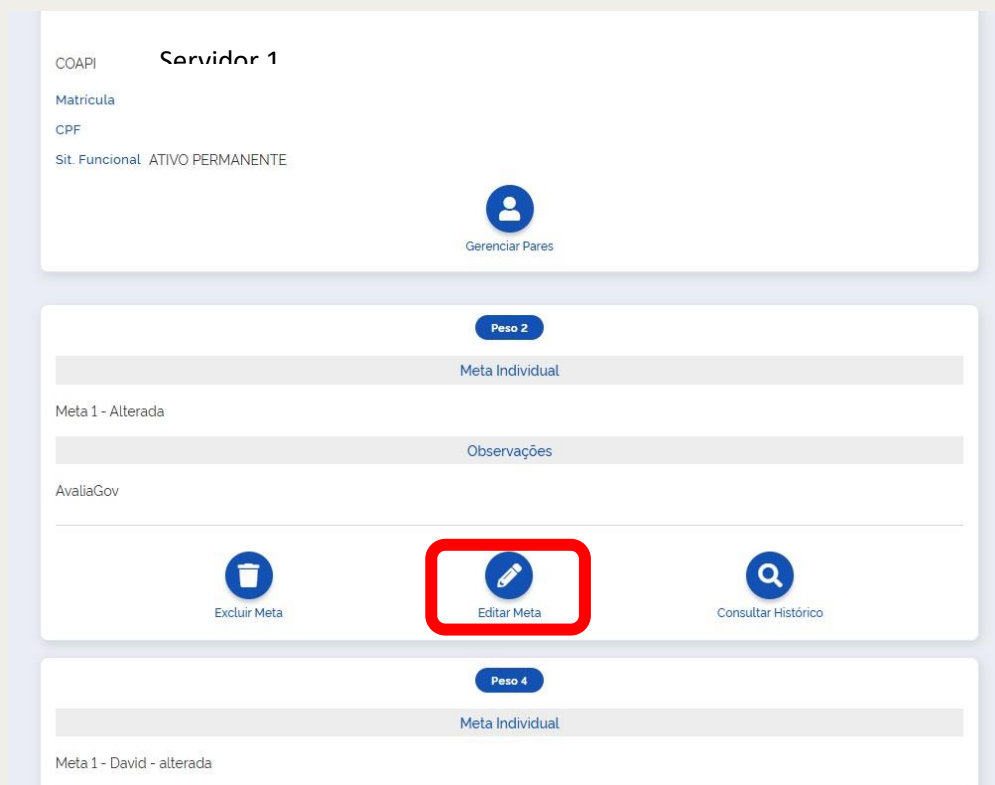 COAPI Servidor 1
Matrícula
CPF
Sit. Funcional ATIVO PERMANENTE
Gerenciar Pares
Peso 2
Meta Individual
Meta 1 - Alterada
Observações
AvaliaGov
Excluir Meta Editar Meta Consultar Histórico
Peso 4
Meta Individual
Meta 1 - David - alterada